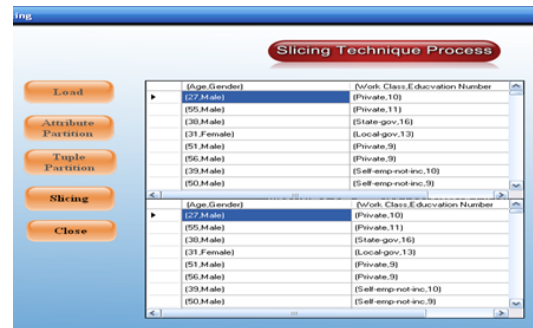 ing
Slicing Technique Process
Load
Attribute
Partition
Tuple
Partition
Slicing
Close
{Age,Gender} {Work Class,Educvation Number
{27,Male} {Private,10}
{55,Male} {Private,11}
{38,Male} {State-gov,16}
{31,Female} {Local-gov,13}
{51,Male} {Private,9}
{56,Male} {Private,9}
{39,Male} {Self-emp-not-inc,10}
{50,Male} {Self-emp-not-inc,9}
{Age,Gender} {Work Class,Educvation Number
{27,Male} {Private,10}
{55,Male} {Private,11}
{38,Male} {State-gov,16}
{31,Female} {Local-gov,13}
{51,Male} {Private,9}
{56,Male} {Private,9}
{39,Male} {Self-emp-not-inc,10}
{50,Male} {Self-emp-not-inc,9}